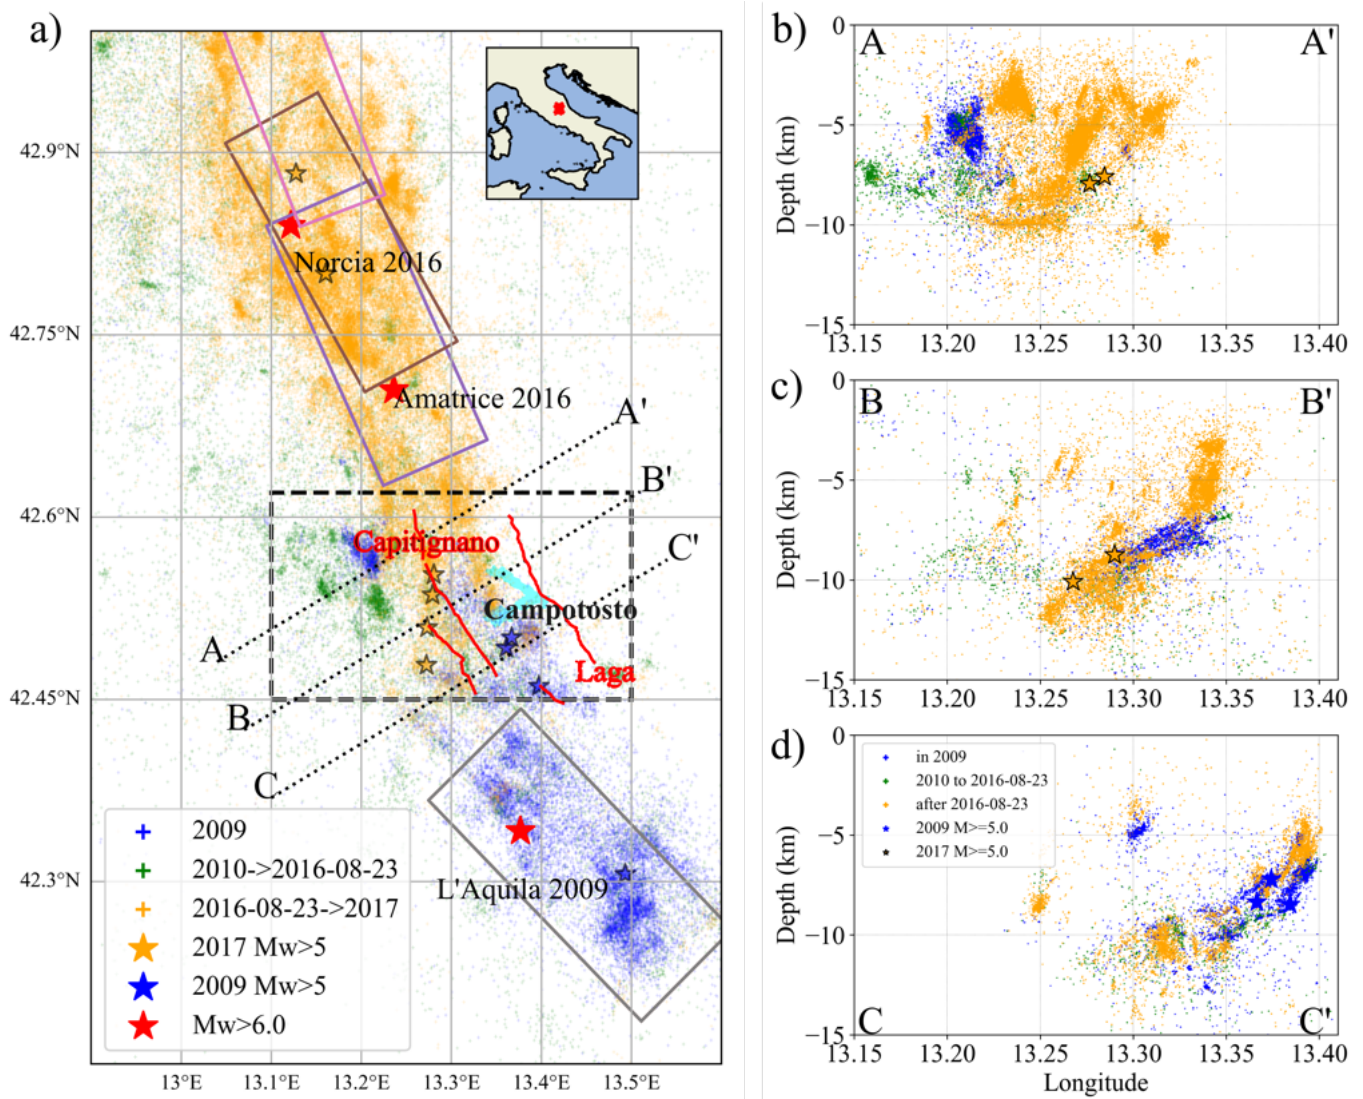 a)
42.9°N
42.75°N
42.6°N
42.45°N
42.3°N
13°E
13.1°E
13.2°E
13.3°E
13.4°E
13.5°E
Norcia 2016
Amatrice 2016
A'
B'
C'
Capitignano
Campotosto
Laga
A
B
C
L'Aquila 2009
2009
2010->2016-08-23
2016-08-23->2017
2017 Mw>5
2009 Mw>5
Mw>6.0
b)
A
A'
Depth (km)
0
−5
−10
−15
13.15
13.20
13.25
13.30
13.35
13.40
c)
B
B'
Depth (km)
0
−5
−10
−15
13.15
13.20
13.25
13.30
13.35
13.40
d)
in 2009
2010 to 2016-08-23
after 2016-08-23
2009 M>=5.0
2017 M>=5.0
Depth (km)
0
−5
−10
−15
C
C'
13.15
13.20
13.25
13.30
13.35
13.40
Longitude